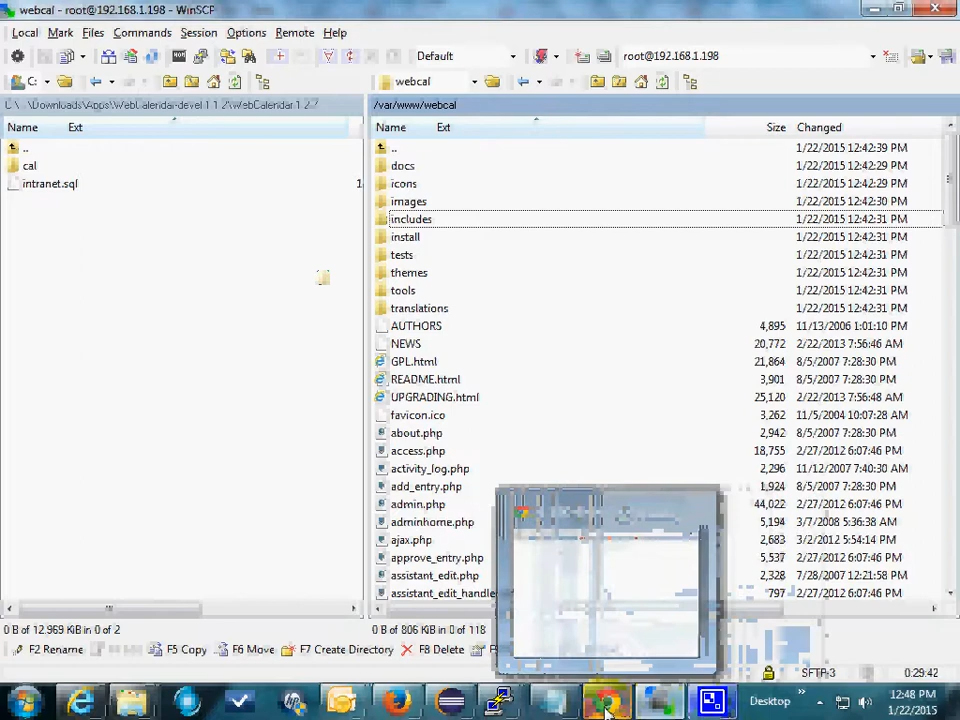 webcal - root@192.168.1.198 - WinSCP
Local Mark Files Commands Session Options Remote Help
Default root@192.168.1.198
C: webcal
C:\...\Downloads\Apps\WebCalendar-devel 1 1 2\WebCalendar-1.2.7 /var/www/webcal
Name Ext Name Ext Size Changed
.. .. 1/22/2015 12:42:39 PM
cal docs 1/22/2015 12:42:29 PM
intranet.sql 1 icons 1/22/2015 12:42:29 PM
images 1/22/2015 12:42:30 PM
includes 1/22/2015 12:42:31 PM
install 1/22/2015 12:42:31 PM
tests 1/22/2015 12:42:31 PM
themes 1/22/2015 12:42:31 PM
tools 1/22/2015 12:42:31 PM
translations 1/22/2015 12:42:31 PM
AUTHORS 4,895 11/13/2006 1:01:10 PM
NEWS 20,772 2/22/2013 7:56:46 AM
GPL.html 21,864 8/5/2007 7:28:30 PM
README.html 3,901 8/5/2007 7:28:30 PM
UPGRADING.html 25,120 2/22/2013 7:56:48 AM
favicon.ico 3,262 11/5/2004 10:07:28 AM
about.php 2,942 8/5/2007 7:28:30 PM
access.php 18,755 2/27/2012 6:07:46 PM
activity_log.php 2,296 11/12/2007 7:40:30 AM
add_entry.php 1,924 8/5/2007 7:28:30 PM
admin.php 44,022 2/27/2012 6:07:46 PM
adminhome.php 5,194 3/7/2008 5:36:38 AM
ajax.php 2,683 3/2/2012 5:54:14 PM
approve_entry.php 5,537 2/27/2012 6:07:46 PM
assistant_edit.php 2,328 7/28/2007 12:21:58 PM
assistant_edit_handle 797 2/27/2012 6:07:46 PM
0 B of 12.969 KiB in 0 of 2 0 B of 806 KiB in 0 of 118
F2 Rename F5 Copy F6 Move F7 Create Directory F8 Delete
SFTP-3 0:29:42
Desktop 12:48 PM
1/22/2015